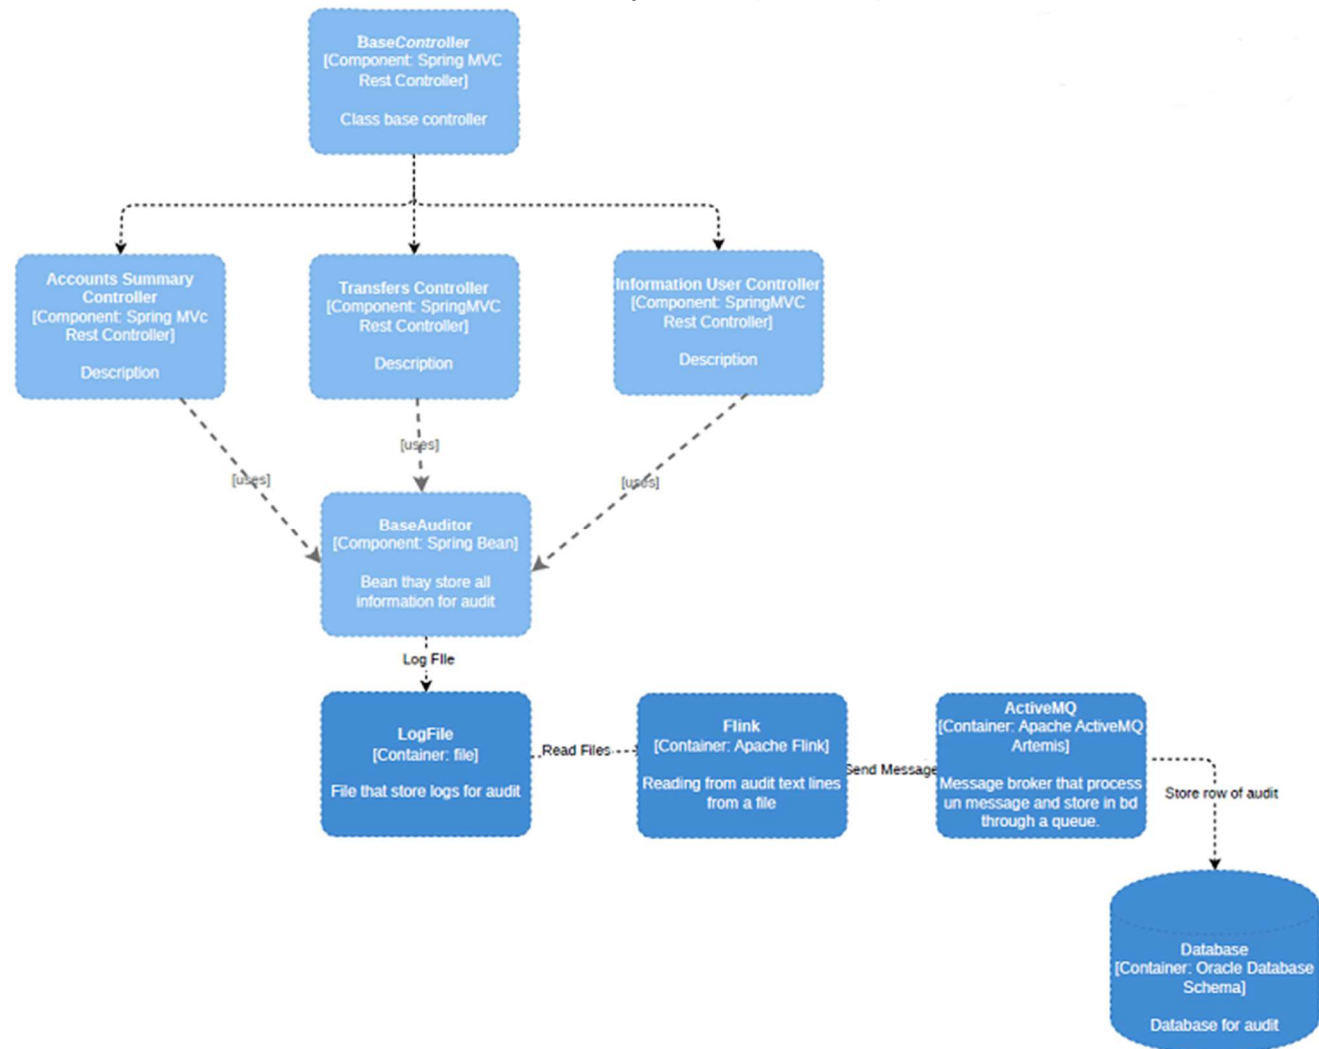 BaseController
[Component: Spring MVC
Rest Controller]
Class base controller
Accounts Summary
Controller
[Component: Spring MVc
Rest Controller]
Description
Transfers Controller
[Component: SpringMVC
Rest Controller]
Description
Information User Controller
[Component: SpringMVC
Rest Controller]
Description
[uses]
[uses]
[uses]
BaseAuditor
[Component: Spring Bean]
Bean thay store all
information for audit
Log FIle
LogFile
[Container: file]
File that store logs for audit
Read Files
Flink
[Container: Apache Flink]
Reading from audit text lines
from a file
Send Message
ActiveMQ
[Container: Apache ActiveMQ
Artemis]
Message broker that process
un message and store in bd
through a queue.
Store row of audit
Database
[Container: Oracle Database
Schema]
Database for audit